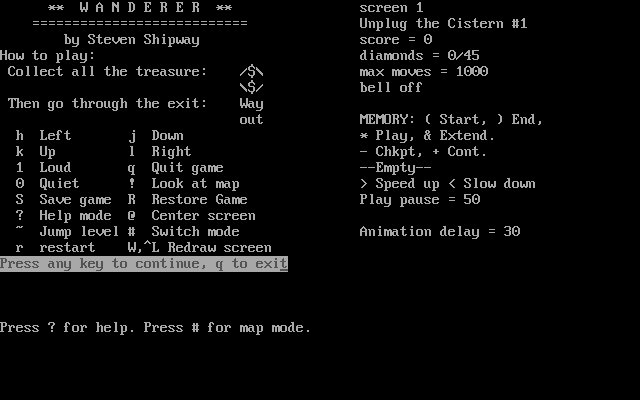 ** W A N D E R E R **
===========================
by Steven Shipway
How to play:
Collect all the treasure: /$\
\$/
Then go through the exit: Way
out
h Left j Down
k Up l Right
1 Loud q Quit game
0 Quiet ! Look at map
S Save game R Restore Game
? Help mode @ Center screen
~ Jump level # Switch mode
r restart W,^L Redraw screen
Press any key to continue, q to exit
Press ? for help. Press # for map mode.
screen 1
Unplug the Cistern #1
score = 0
diamonds = 0/45
max moves = 1000
bell off
MEMORY: ( Start, ) End,
* Play, & Extend.
- Chkpt, + Cont.
--Empty--
> Speed up < Slow down
Play pause = 50
Animation delay = 30